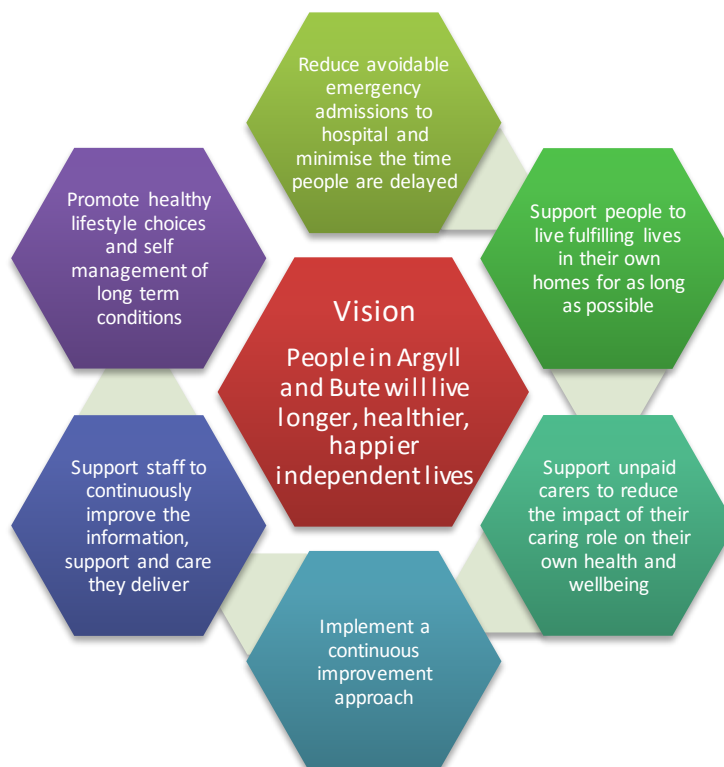 Reduce avoidable
emergency
admissions to
hospital and
minimise the time
people are delayed
Support people to
live fulfilling lives
in their own
homes for as long
as possible
Support unpaid
carers to reduce
the impact of their
caring role on their
own health and
wellbeing
Implement a
continuous
improvement
approach
Support staff to
continuously
improve the
information,
support and care
they deliver
Promote healthy
lifestyle choices
and self
management of
long term
conditions
Vision
People in Argyll
and Bute will live
longer, healthier,
happier
independent lives